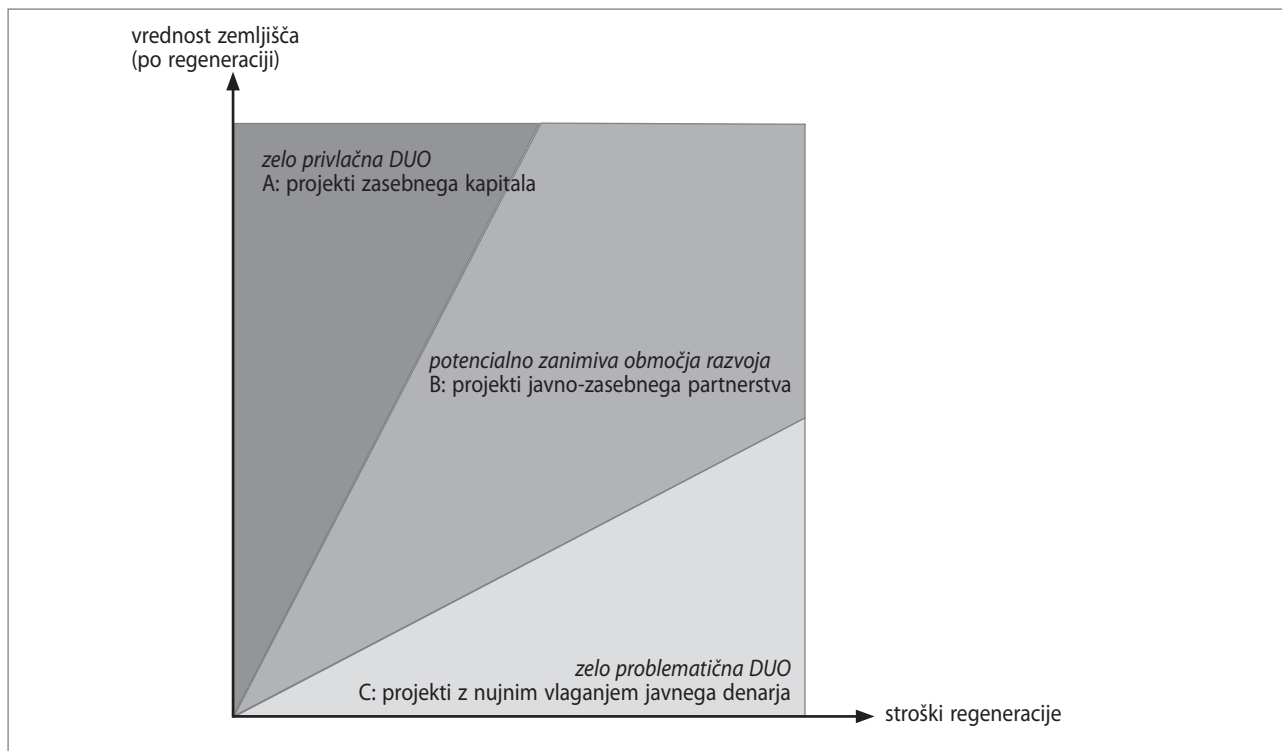 vrednost zemljišča
(po regeneraciji)
zelo privlačna DUO
A: projekti zasebnega kapitala
potencialno zanimiva območja razvoja
B: projekti javno-zasebnega partnerstva
zelo problematična DUO
C: projekti z nujnim vlaganjem javnega denarja
stroški regeneracije